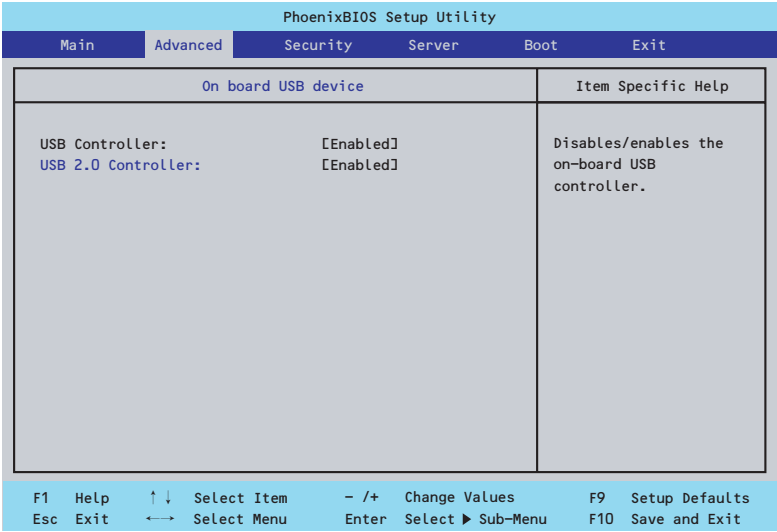 PhoenixBIOS Setup Utility
Main Advanced Security Server Boot Exit
On board USB device
Item Specific Help
USB Controller: [Enabled]
USB 2.0 Controller: [Enabled]
Disables/enables the
on-board USB
controller.
F1 Help ↑↓ Select Item - /+ Change Values F9 Setup Defaults
Esc Exit ←→ Select Menu Enter Select ▶ Sub-Menu F10 Save and Exit